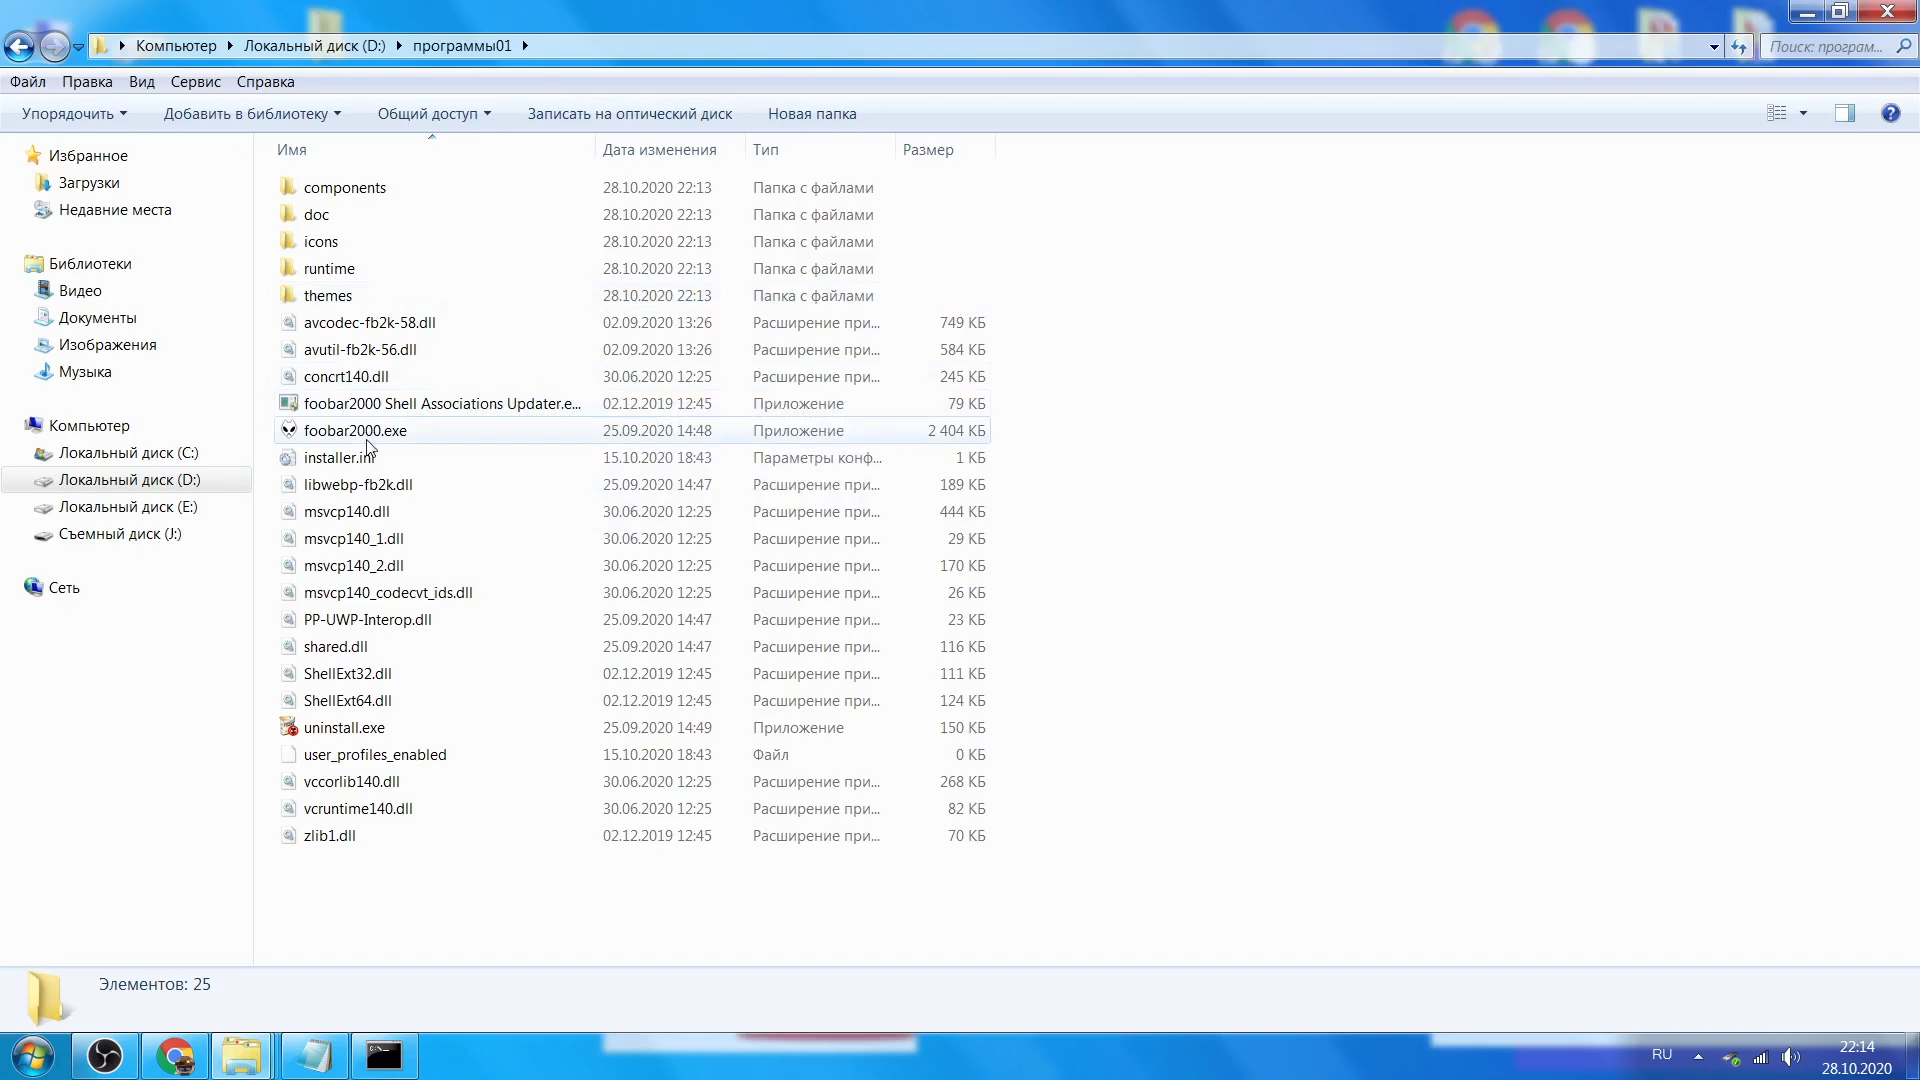 Компьютер Локальный диск (D:) программы01
Поиск: програм...
Файл Правка Вид Сервис Справка
Упорядочить Добавить в библиотеку Общий доступ Записать на оптический диск Новая папка
Избранное
Загрузки
Недавние места
Библиотеки
Видео
Документы
Изображения
Музыка
Компьютер
Локальный диск (C:)
Локальный диск (D:)
Локальный диск (E:)
Съемный диск (J:)
Сеть
Имя Дата изменения Тип Размер
components 28.10.2020 22:13 Папка с файлами
doc 28.10.2020 22:13 Папка с файлами
icons 28.10.2020 22:13 Папка с файлами
runtime 28.10.2020 22:13 Папка с файлами
themes 28.10.2020 22:13 Папка с файлами
avcodec-fb2k-58.dll 02.09.2020 13:26 Расширение при... 749 КБ
avutil-fb2k-56.dll 02.09.2020 13:26 Расширение при... 584 КБ
concrt140.dll 30.06.2020 12:25 Расширение при... 245 КБ
foobar2000 Shell Associations Updater.e... 02.12.2019 12:45 Приложение 79 КБ
foobar2000.exe 25.09.2020 14:48 Приложение 2 404 КБ
installer.ini 15.10.2020 18:43 Параметры конф... 1 КБ
libwebp-fb2k.dll 25.09.2020 14:47 Расширение при... 189 КБ
msvcp140.dll 30.06.2020 12:25 Расширение при... 444 КБ
msvcp140_1.dll 30.06.2020 12:25 Расширение при... 29 КБ
msvcp140_2.dll 30.06.2020 12:25 Расширение при... 170 КБ
msvcp140_codecvt_ids.dll 30.06.2020 12:25 Расширение при... 26 КБ
PP-UWP-Interop.dll 25.09.2020 14:47 Расширение при... 23 КБ
shared.dll 25.09.2020 14:47 Расширение при... 116 КБ
ShellExt32.dll 02.12.2019 12:45 Расширение при... 111 КБ
ShellExt64.dll 02.12.2019 12:45 Расширение при... 124 КБ
uninstall.exe 25.09.2020 14:49 Приложение 150 КБ
user_profiles_enabled 15.10.2020 18:43 Файл 0 КБ
vccorlib140.dll 30.06.2020 12:25 Расширение при... 268 КБ
vcruntime140.dll 30.06.2020 12:25 Расширение при... 82 КБ
zlib1.dll 02.12.2019 12:45 Расширение при... 70 КБ
Элементов: 25
RU
22:14
28.10.2020